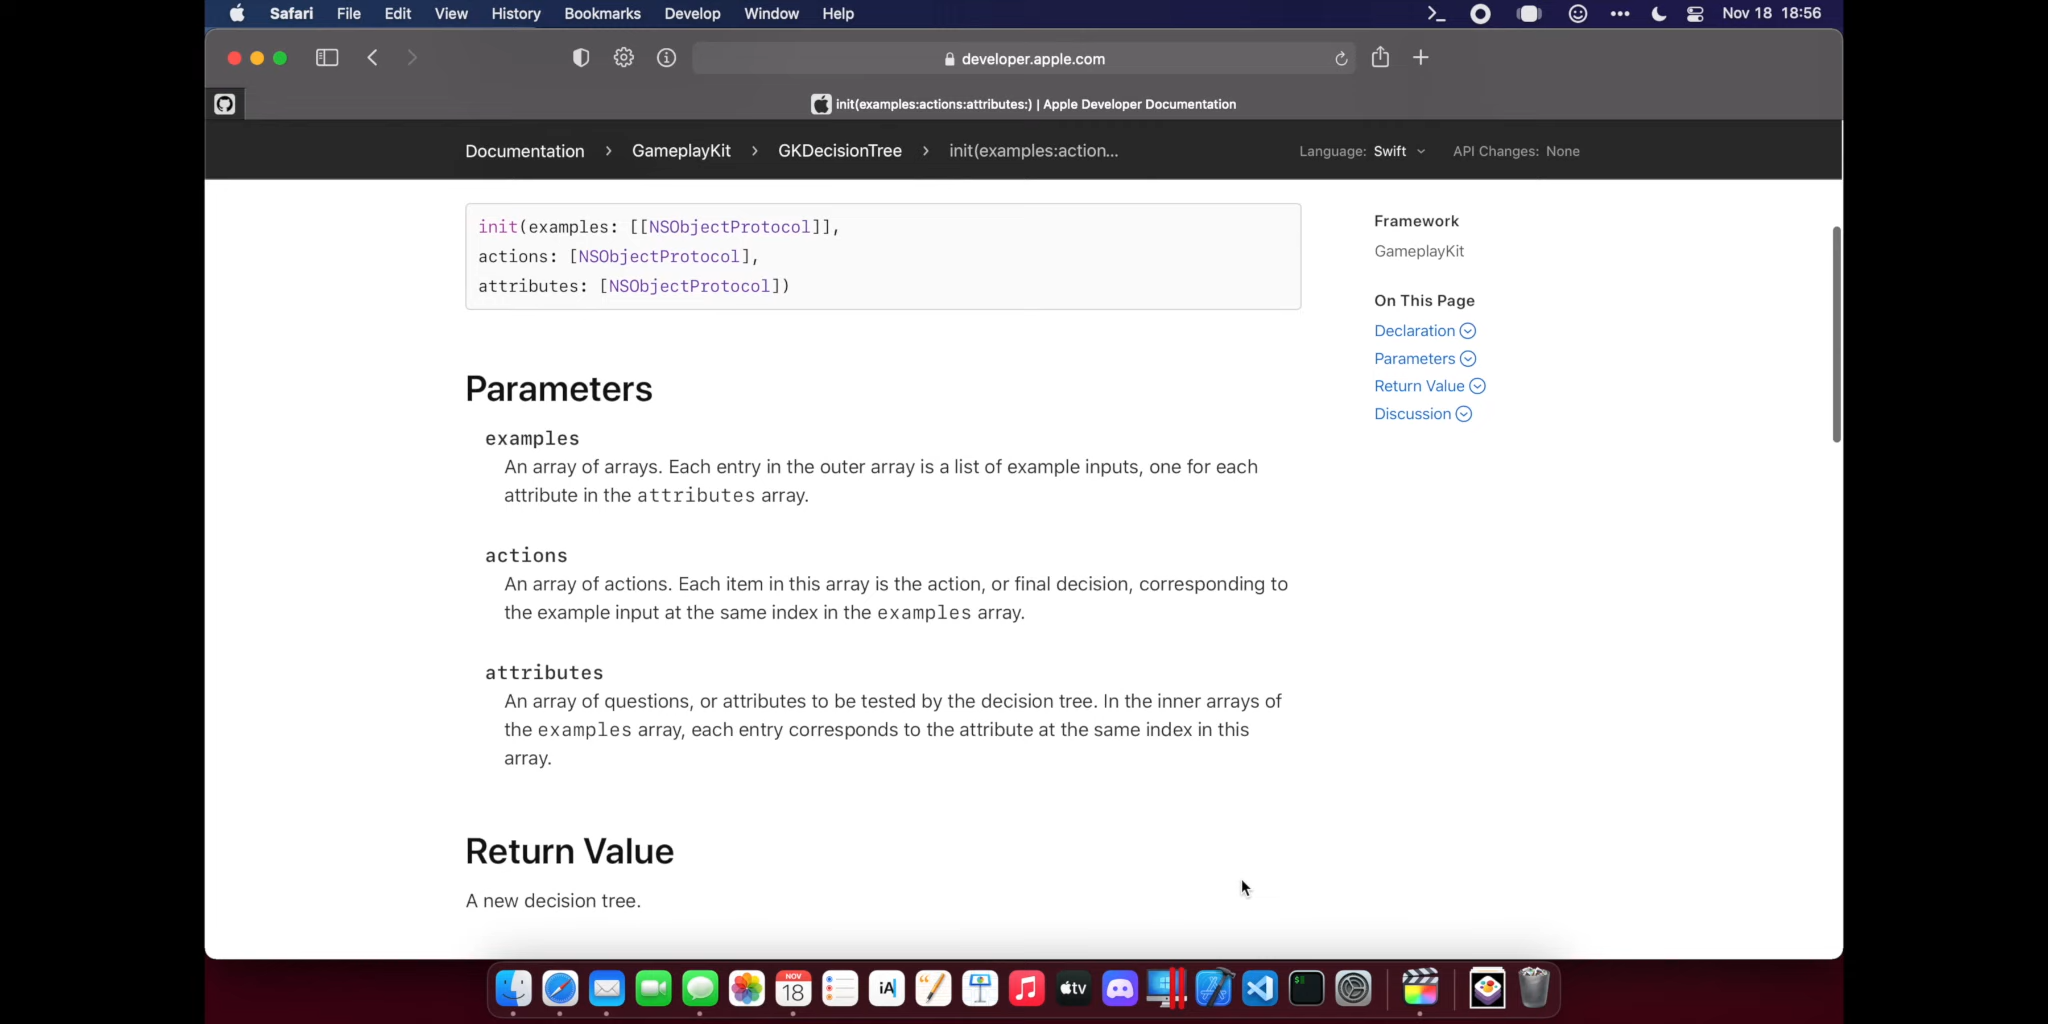 Safari File Edit View History Bookmarks Develop Window Help Nov 18 18:56
developer.apple.com
init(examples:actions:attributes:) | Apple Developer Documentation
Documentation > GameplayKit > GKDecisionTree > init(examples:action... Language: Swift API Changes: None
init(examples: [[NSObjectProtocol]],
actions: [NSObjectProtocol],
attributes: [NSObjectProtocol])
Framework
GameplayKit
On This Page
Declaration
Parameters
Return Value
Discussion
Parameters
examples
An array of arrays. Each entry in the outer array is a list of example inputs, one for each
attribute in the attributes array.
actions
An array of actions. Each item in this array is the action, or final decision, corresponding to
the example input at the same index in the examples array.
attributes
An array of questions, or attributes to be tested by the decision tree. In the inner arrays of
the examples array, each entry corresponds to the attribute at the same index in this
array.
Return Value
A new decision tree.
NOV
18
iA
tv
$